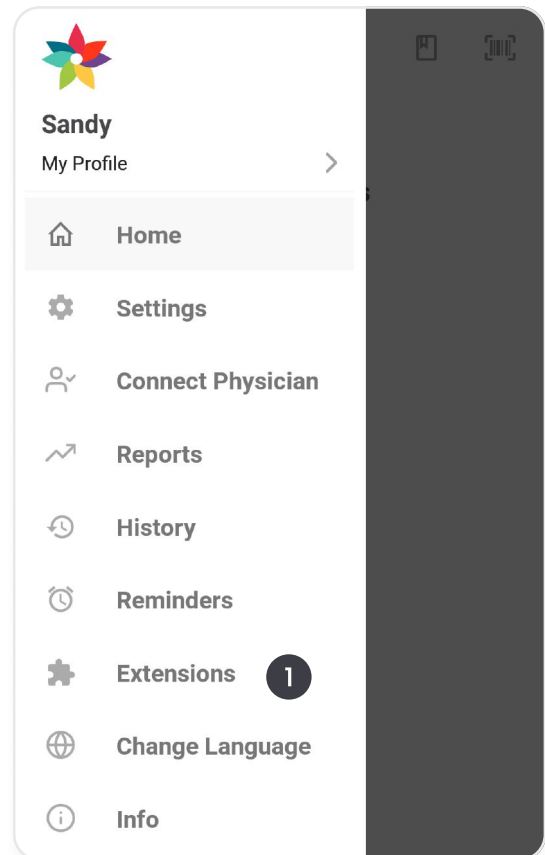 Sandy
My Profile
Home
Settings
Connect Physician
Reports
History
Reminders
Extensions 1
Change Language
Info